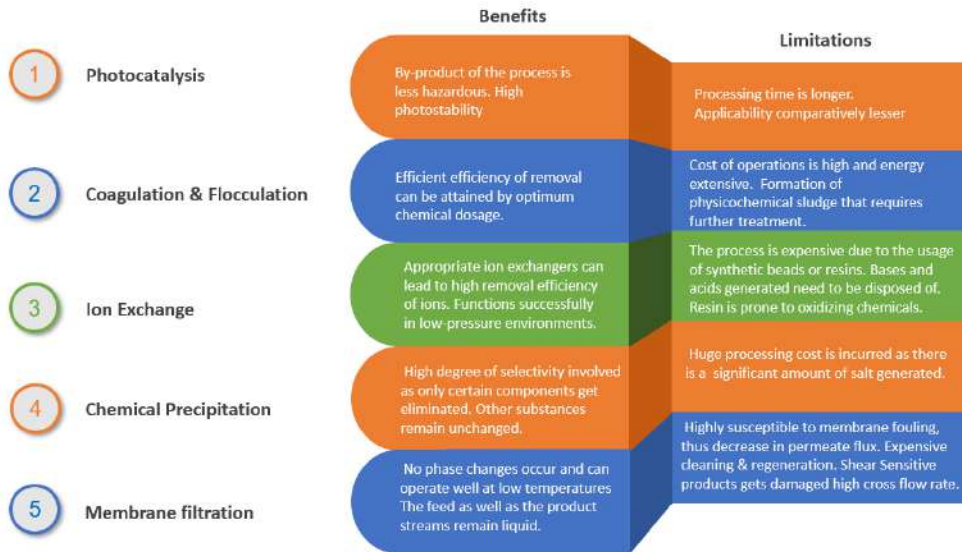 Benefits
Limitations
1
Photocatalysis
By-product of the process is
less hazardous. High
photostability
Processing time is longer.
Applicability comparatively lesser
2
Coagulation & Flocculation
Efficient efficiency of removal
can be attained by optimum
chemical dosage.
Cost of operations is high and energy
extensive. Formation of
physicochemical sludge that requires
further treatment.
3
Ion Exchange
Appropriate ion exchangers can
lead to high removal efficiency
of ions. Functions successfully
in low-pressure environments.
The process is expensive due to the usage
of synthetic beads or resins. Bases and
acids generated need to be disposed of.
Resin is prone to oxidizing chemicals.
4
Chemical Precipitation
High degree of selectivity involved
as only certain components get
eliminated. Other substances
remain unchanged.
Huge processing cost is incurred as there
is a significant amount of salt generated.
5
Membrane filtration
No phase changes occur and can
operate well at low temperatures
The feed as well as the product
streams remain liquid.
Highly susceptible to membrane fouling,
thus decrease in permeate flux. Expensive
cleaning & regeneration. Shear Sensitive
products gets damaged high cross flow rate.